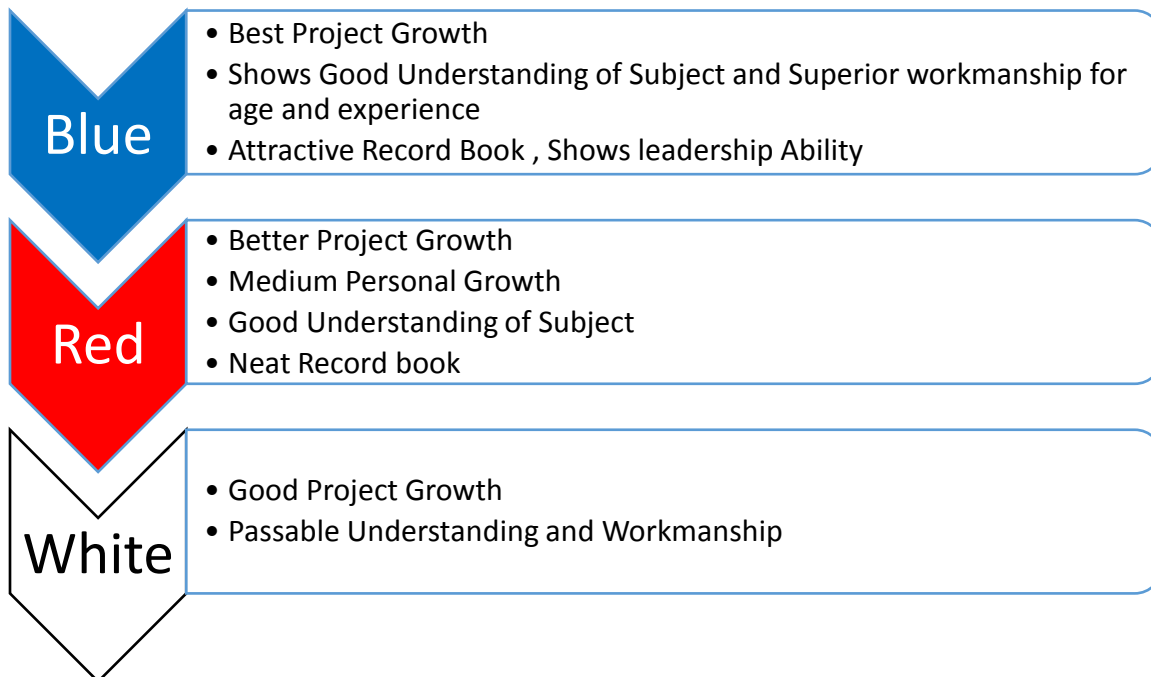 Blue
• Best Project Growth
• Shows Good Understanding of Subject and Superior workmanship for
age and experience
• Attractive Record Book , Shows leadership Ability
Red
• Better Project Growth
• Medium Personal Growth
• Good Understanding of Subject
• Neat Record book
White
• Good Project Growth
• Passable Understanding and Workmanship